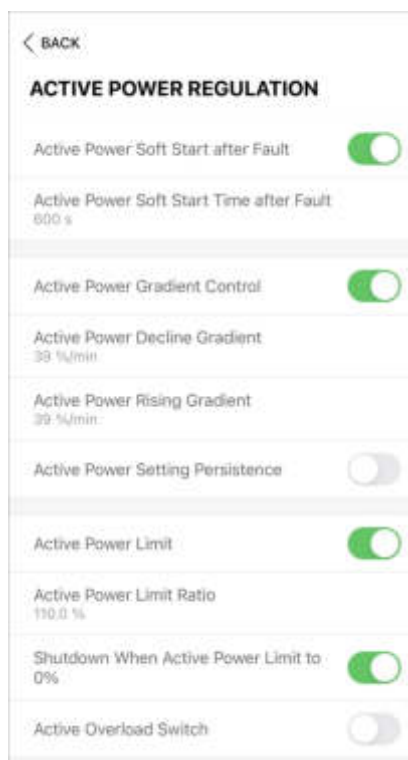 BACK
ACTIVE POWER REGULATION
Active Power Soft Start after Fault
Active Power Soft Start Time after Fault
600 s
Active Power Gradient Control
Active Power Decline Gradient
39 %/min
Active Power Rising Gradient
39 %/min
Active Power Setting Persistence
Active Power Limit
Active Power Limit Ratio
110.0 %
Shutdown When Active Power Limit to
0%
Active Overload Switch